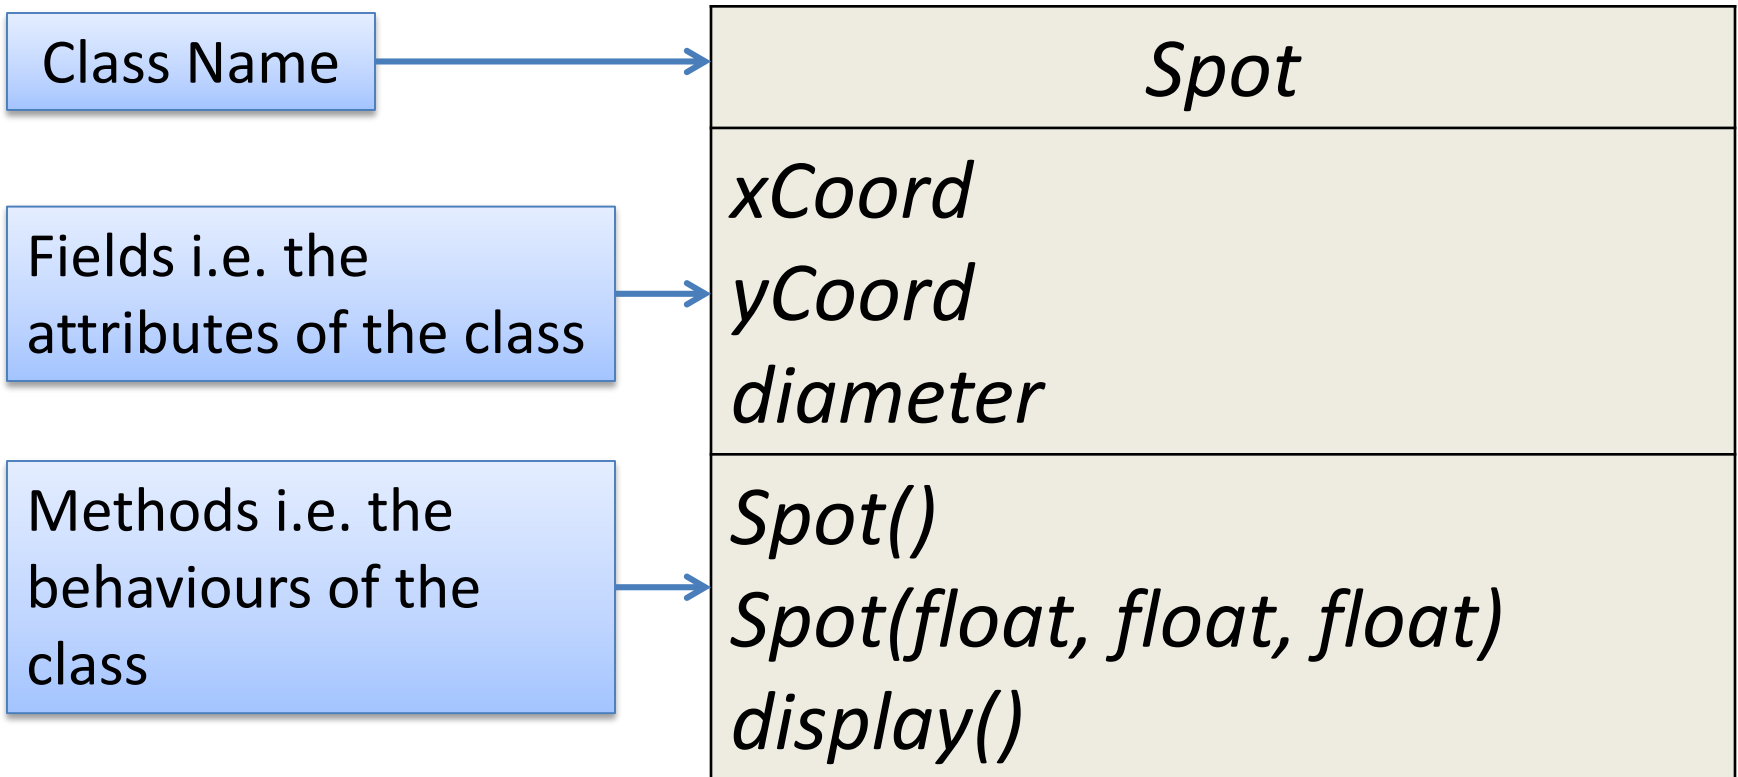 Class Name
Spot
Fields i.e. the
attributes of the class
xCoord
yCoord
diameter
Methods i.e. the
behaviours of the
class
Spot()
Spot(float, float, float)
display()